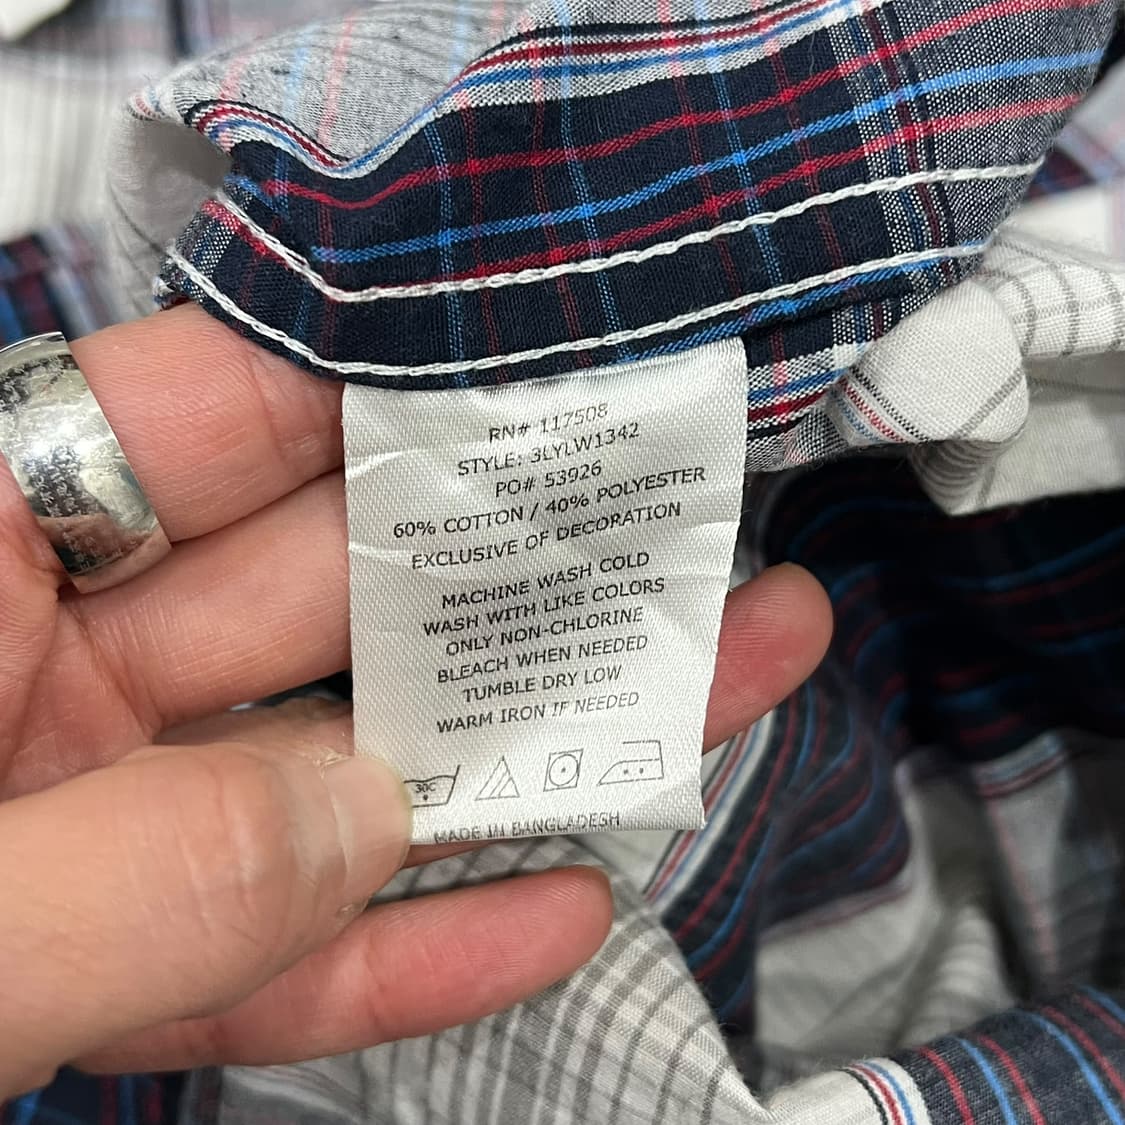 RN# 117508
STYLE: 3LYLW1342
PO# 53926
60% COTTON / 40% POLYESTER
EXCLUSIVE OF DECORATION
MACHINE WASH COLD
WASH WITH LIKE COLORS
ONLY NON-CHLORINE
BLEACH WHEN NEEDED
TUMBLE DRY LOW
WARM IRON IF NEEDED
30C
MADE IN BANGLADESH